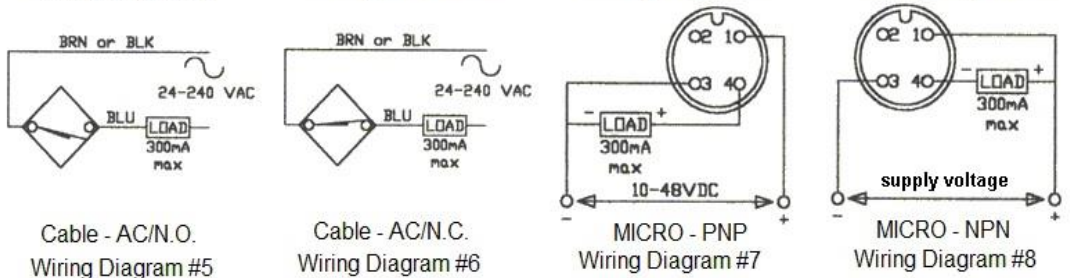 BRN or BLK
24-240 VAC
BLU
LOAD
300mA
max
Cable - AC/N.O.
Wiring Diagram #5
BRN or BLK
24-240 VAC
BLU
LOAD
300mA
max
Cable - AC/N.C.
Wiring Diagram #6
2 1
3 4
- LOAD +
300mA
max
10-48VDC
- +
MICRO - PNP
Wiring Diagram #7
2 1
3 4
- LOAD +
300mA
max
supply voltage
- +
MICRO - NPN
Wiring Diagram #8